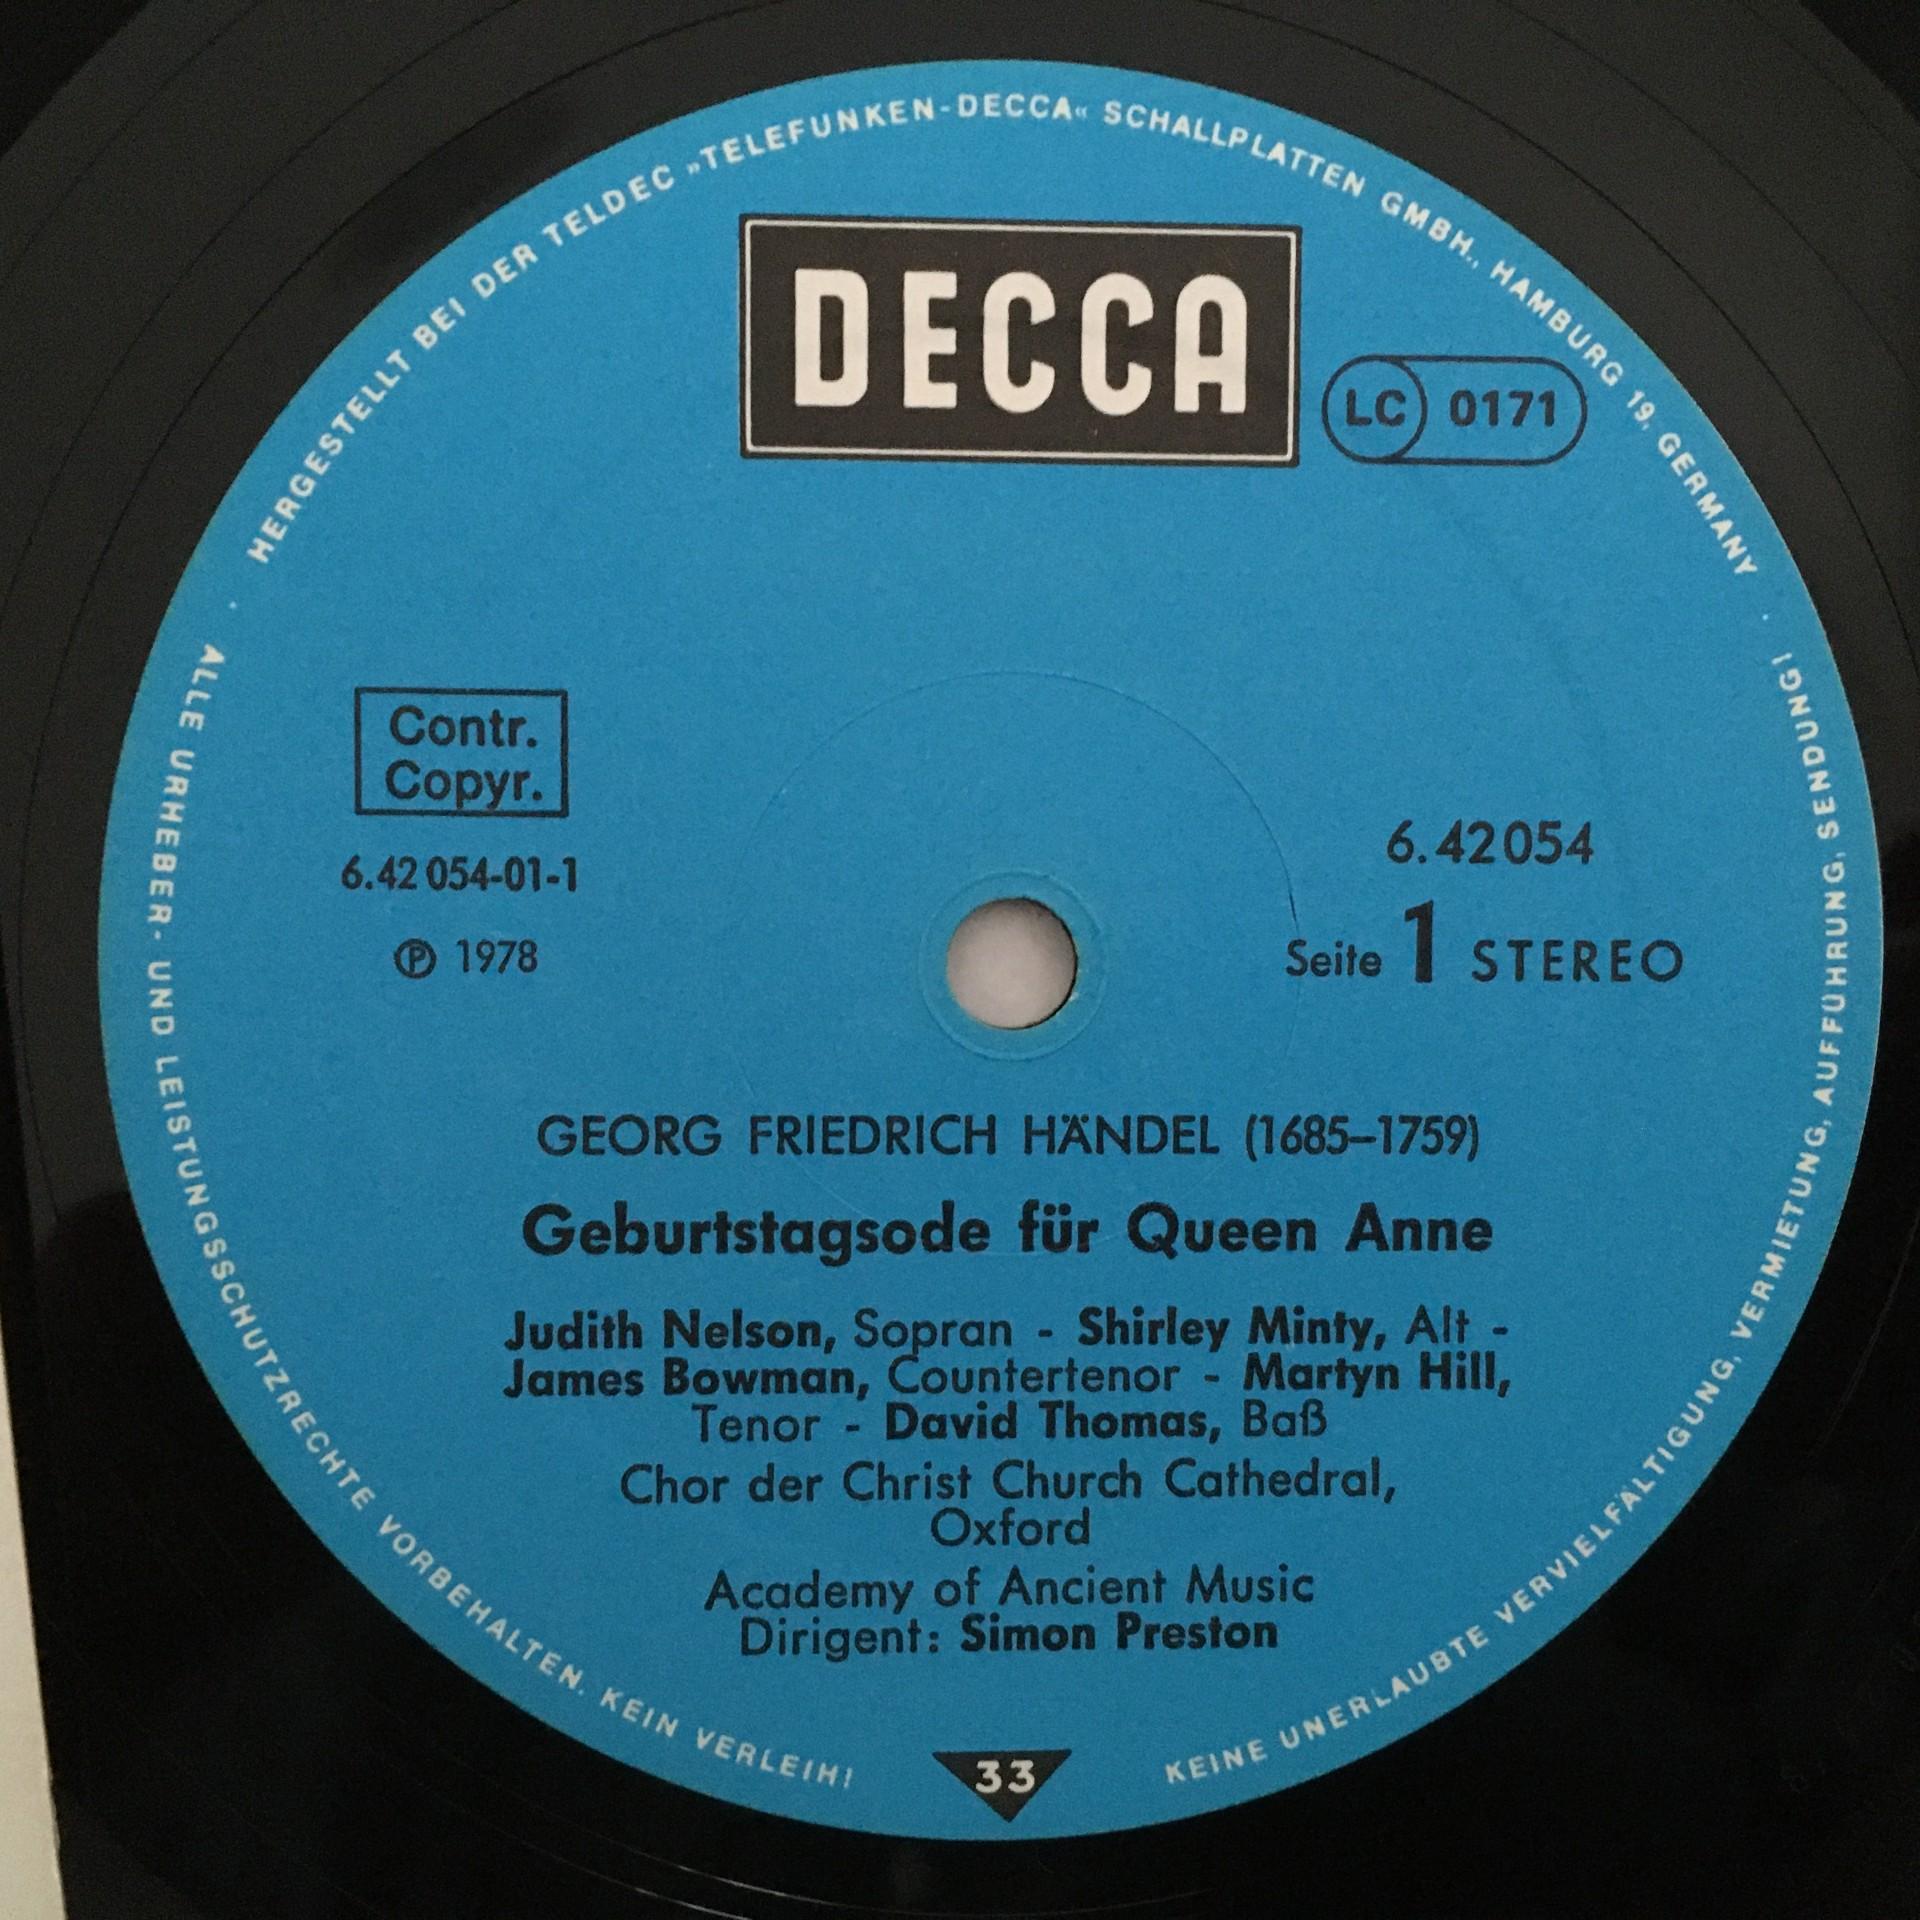 HERGESTELLT BEI DER TELDEC »TELEFUNKEN-DECCA« SCHALLPLATTEN GMBH., HAMBURG 19, GERMANY
DECCA
LC 0171
Contr.
Copyr.
6.42 054-01-1
℗ 1978
6.42054
Seite 1 STEREO
GEORG FRIEDRICH HÄNDEL (1685–1759)
Geburtstagsode für Queen Anne
Judith Nelson, Sopran - Shirley Minty, Alt -
James Bowman, Countertenor - Martyn Hill,
Tenor - David Thomas, Baß
Chor der Christ Church Cathedral,
Oxford
Academy of Ancient Music
Dirigent: Simon Preston
33
ALLE URHEBER- UND LEISTUNGSSCHUTZRECHTE VORBEHALTEN. KEIN VERLEIH!
KEINE UNERLAUBTE VERVIELFÄLTIGUNG, VERMIETUNG, AUFFÜHRUNG, SENDUNG!